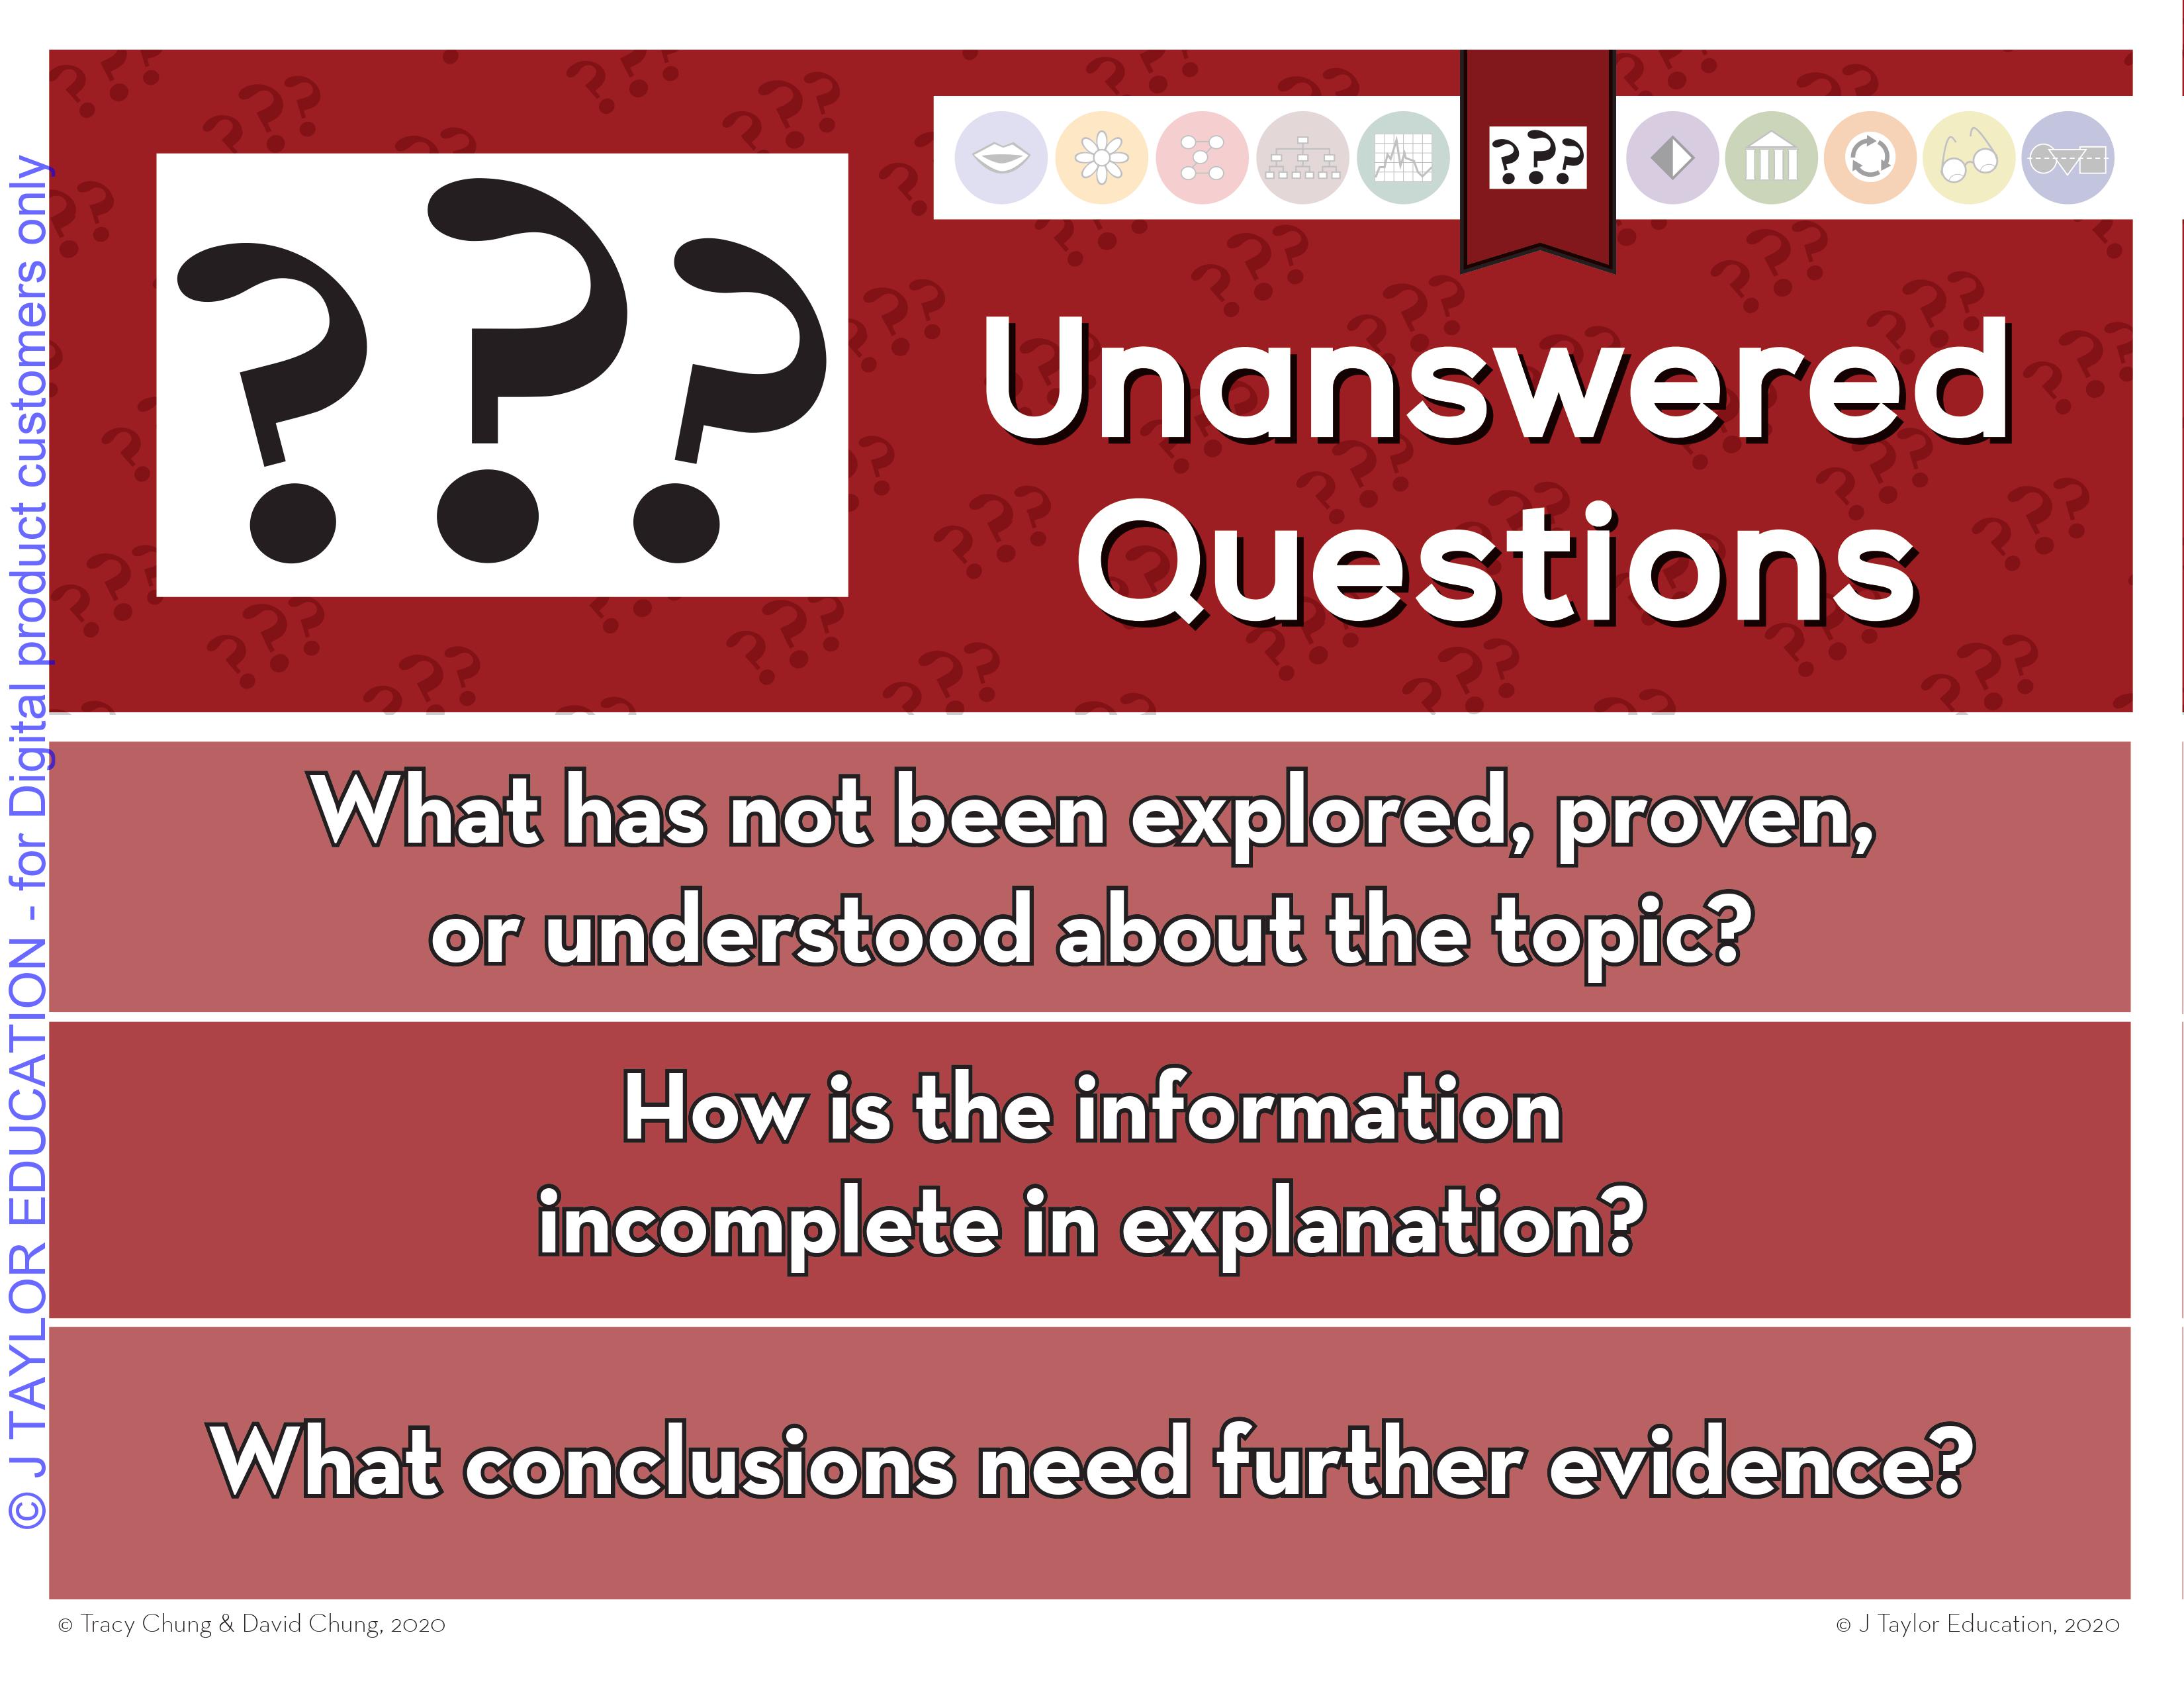 © J TAYLOR EDUCATION - for Digital product customers only
???
???
Unanswered
Questions
What has not been explored, proven,
or understood about the topic?
How is the information
incomplete in explanation?
What conclusions need further evidence?
© Tracy Chung & David Chung, 2020
© J Taylor Education, 2020